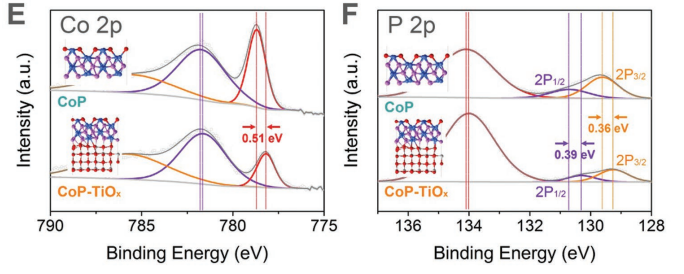 E
Co 2p
Intensity (a.u.)
CoP
0.51 eV
CoP-TiOₓ
790
785
780
775
Binding Energy (eV)
F
P 2p
Intensity (a.u.)
2P₁/₂
2P₃/₂
CoP
0.36 eV
0.39 eV
2P₃/₂
CoP-TiOₓ
2P₁/₂
136
134
132
130
128
Binding Energy (eV)